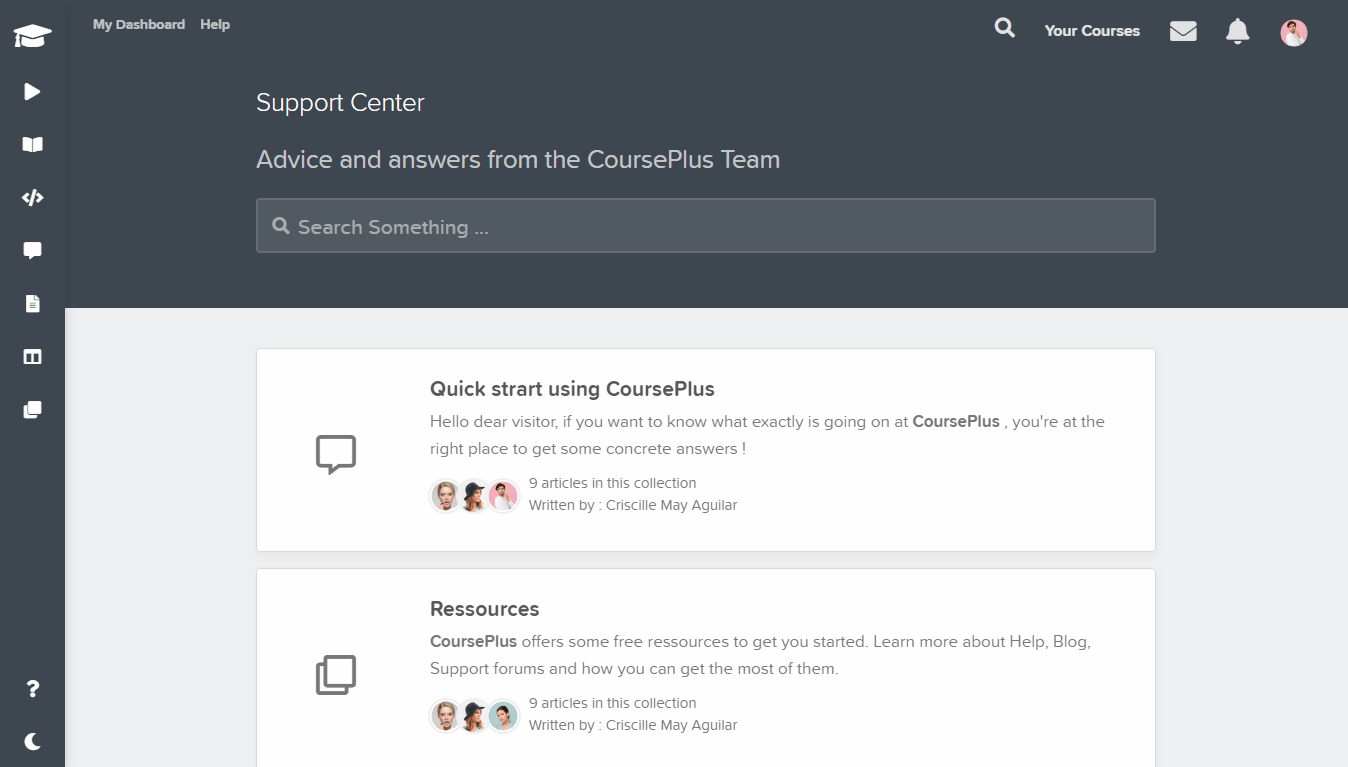 My Dashboard Help
Your Courses
Support Center
Advice and answers from the CoursePlus Team
Search Something ...
Quick strart using CoursePlus
Hello dear visitor, if you want to know what exactly is going on at CoursePlus , you're at the
right place to get some concrete answers !
9 articles in this collection
Written by : Criscille May Aguilar
Ressources
CoursePlus offers some free ressources to get you started. Learn more about Help, Blog,
Support forums and how you can get the most of them.
9 articles in this collection
Written by : Criscille May Aguilar